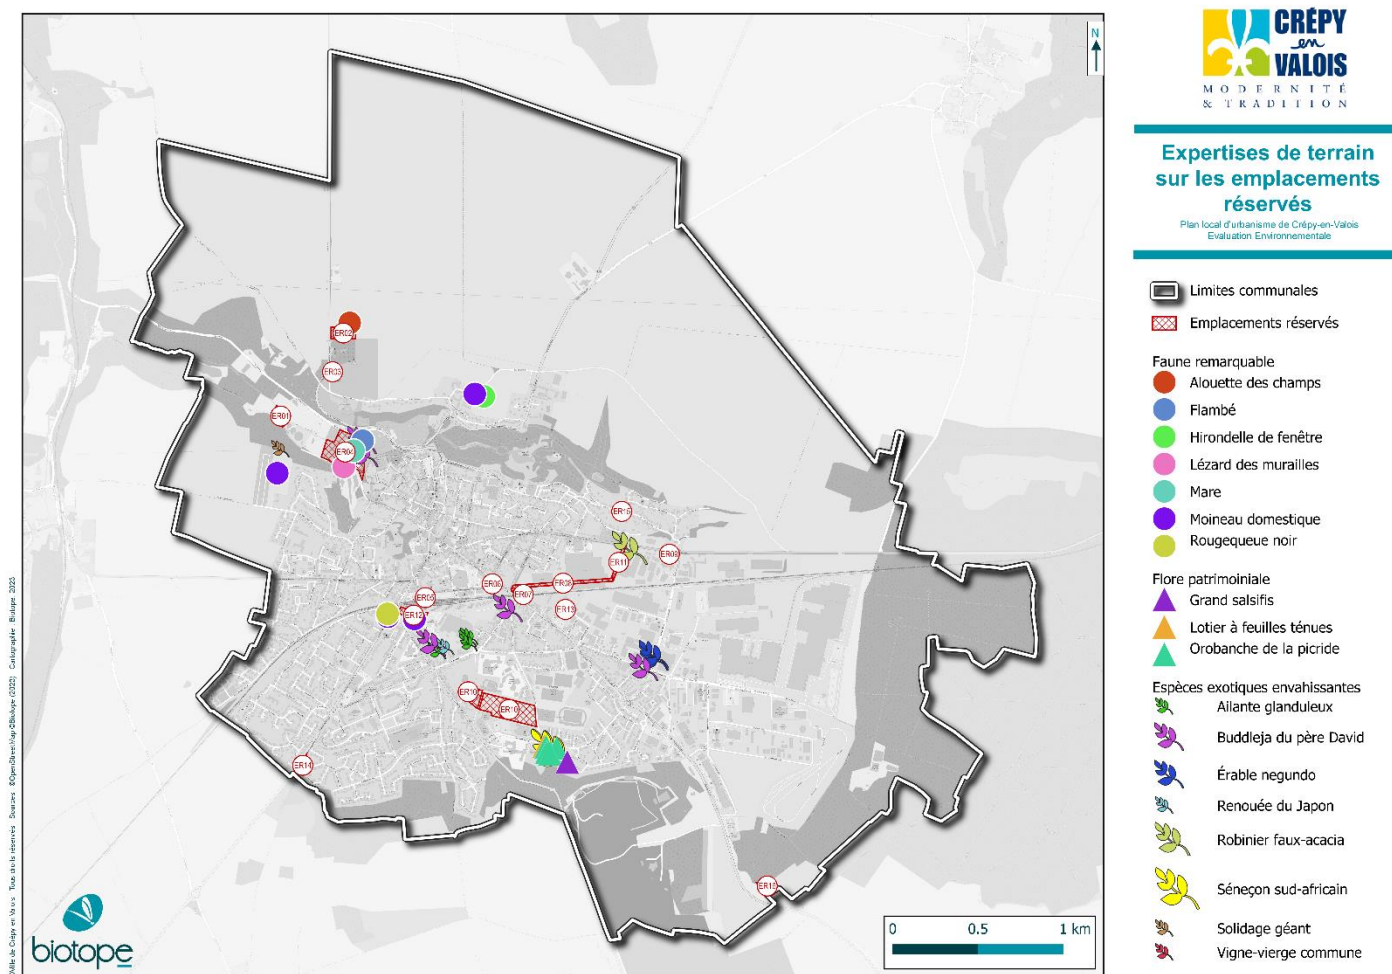 CRÉPY
en
VALOIS
MODERNITÉ
& TRADITION
Expertises de terrain
sur les emplacements
réservés
Plan local d'urbanisme de Crépy-en-Valois
Evaluation Environnementale
Limites communales
Emplacements réservés
Faune remarquable
Alouette des champs
Flambé
Hirondelle de fenêtre
Lézard des murailles
Mare
Moineau domestique
Rougequeue noir
Flore patrimoiniale
Grand salsifis
Lotier à feuilles ténues
Orobanche de la picride
Espèces exotiques envahissantes
Ailante glanduleux
Buddleja du père David
Érable negundo
Renouée du Japon
Robinier faux-acacia
Séneçon sud-africain
Solidage géant
Vigne-vierge commune
N
ER02
ER03
ER01
ER04
ER15
ER09
ER11
ER06
ER08
ER07
ER05
ER13
ER12
ER10
ER10
ER14
ER15
0 0.5 1 km
biotope